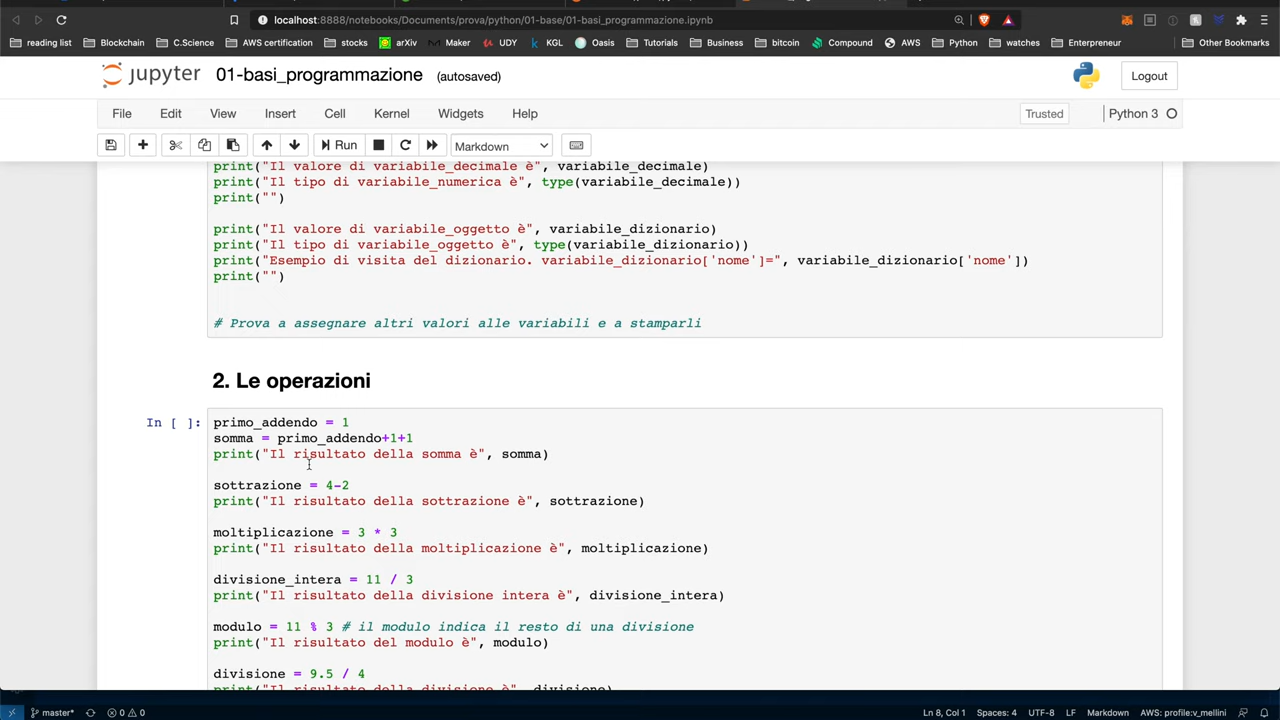 localhost:8888/notebooks/Documents/prova/python/01-base/01-basi_programmazione.ipynb
reading list Blockchain C.Science AWS certification stocks arXiv Maker UDY KGL Oasis Tutorials Business bitcoin Compound AWS Python watches Enterpreneur Other Bookmarks
jupyter 01-basi_programmazione (autosaved) Logout
File Edit View Insert Cell Kernel Widgets Help Trusted Python 3
Run Markdown
print("Il valore di variabile_decimale è", variabile_decimale)
print("Il tipo di variabile_numerica è", type(variabile_decimale))
print("")
print("Il valore di variabile_oggetto è", variabile_dizionario)
print("Il tipo di variabile_oggetto è", type(variabile_dizionario))
print("Esempio di visita del dizionario. variabile_dizionario['nome']=", variabile_dizionario['nome'])
print("")
# Prova a assegnare altri valori alle variabili e a stamparli
2. Le operazioni
In [ ]: primo_addendo = 1
somma = primo_addendo+1+1
print("Il risultato della somma è", somma)
sottrazione = 4-2
print("Il risultato della sottrazione è", sottrazione)
moltiplicazione = 3 * 3
print("Il risultato della moltiplicazione è", moltiplicazione)
divisione_intera = 11 / 3
print("Il risultato della divisione intera è", divisione_intera)
modulo = 11 % 3 # il modulo indica il resto di una divisione
print("Il risultato del modulo è", modulo)
divisione = 9.5 / 4
print("Il risultato della divisione è", divisione)
master* 0 0 Ln 8, Col 1 Spaces: 4 UTF-8 LF Markdown AWS: profile:v_mellini